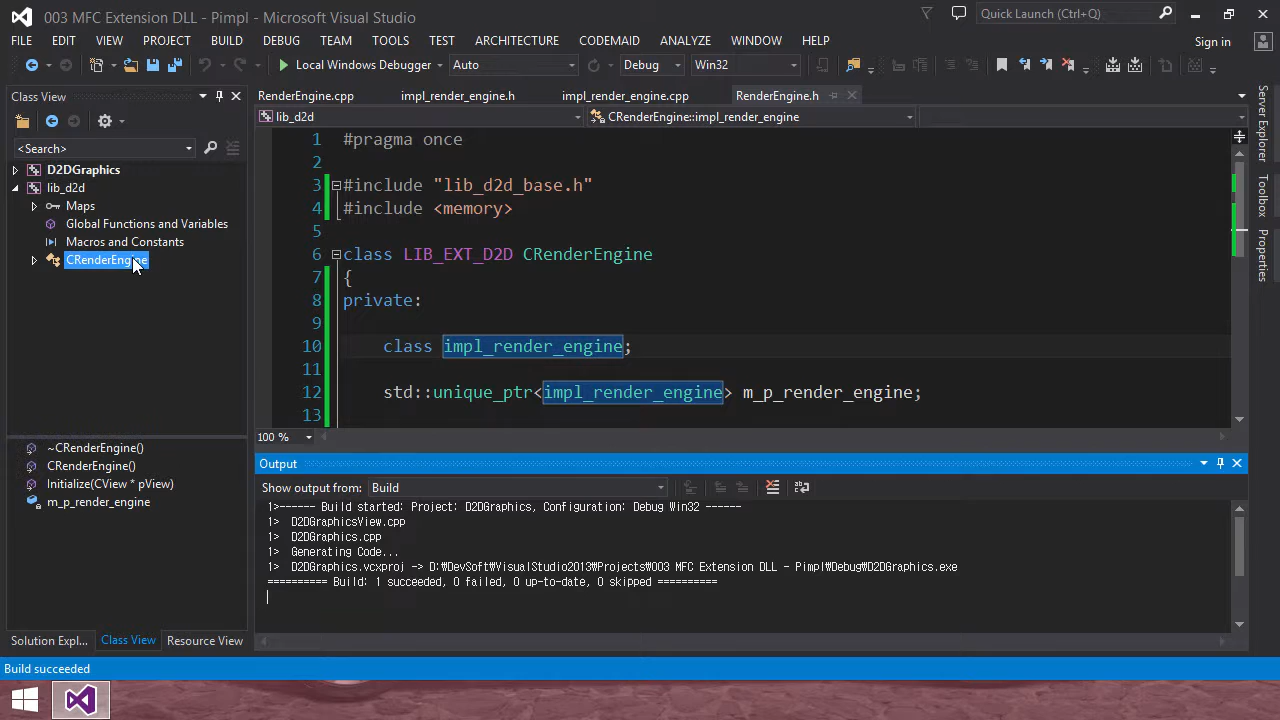 003 MFC Extension DLL - Pimpl - Microsoft Visual Studio
Quick Launch (Ctrl+Q)
FILE EDIT VIEW PROJECT BUILD DEBUG TEAM TOOLS TEST ARCHITECTURE CODEMAID ANALYZE WINDOW HELP
Sign in
Local Windows Debugger Auto Debug Win32
Class View
RenderEngine.cpp impl_render_engine.h impl_render_engine.cpp RenderEngine.h
lib_d2d CRenderEngine::impl_render_engine
<Search>
D2DGraphics
lib_d2d
Maps
Global Functions and Variables
Macros and Constants
CRenderEngine
1 #pragma once
2
3 #include "lib_d2d_base.h"
4 #include <memory>
5
6 class LIB_EXT_D2D CRenderEngine
7 {
8 private:
9
10 class impl_render_engine;
11
12 std::unique_ptr<impl_render_engine> m_p_render_engine;
13
100 %
~CRenderEngine()
CRenderEngine()
Initialize(CView * pView)
m_p_render_engine
Output
Show output from: Build
1>------ Build started: Project: D2DGraphics, Configuration: Debug Win32 ------
1> D2DGraphicsView.cpp
1> D2DGraphics.cpp
1> Generating Code...
1> D2DGraphics.vcxproj -> D:₩DevSoft₩VisualStudio2013₩Projects₩003 MFC Extension DLL - Pimpl₩Debug₩D2DGraphics.exe
========== Build: 1 succeeded, 0 failed, 0 up-to-date, 0 skipped ==========
Solution Expl... Class View Resource View
Build succeeded
Server Explorer
Toolbox
Properties